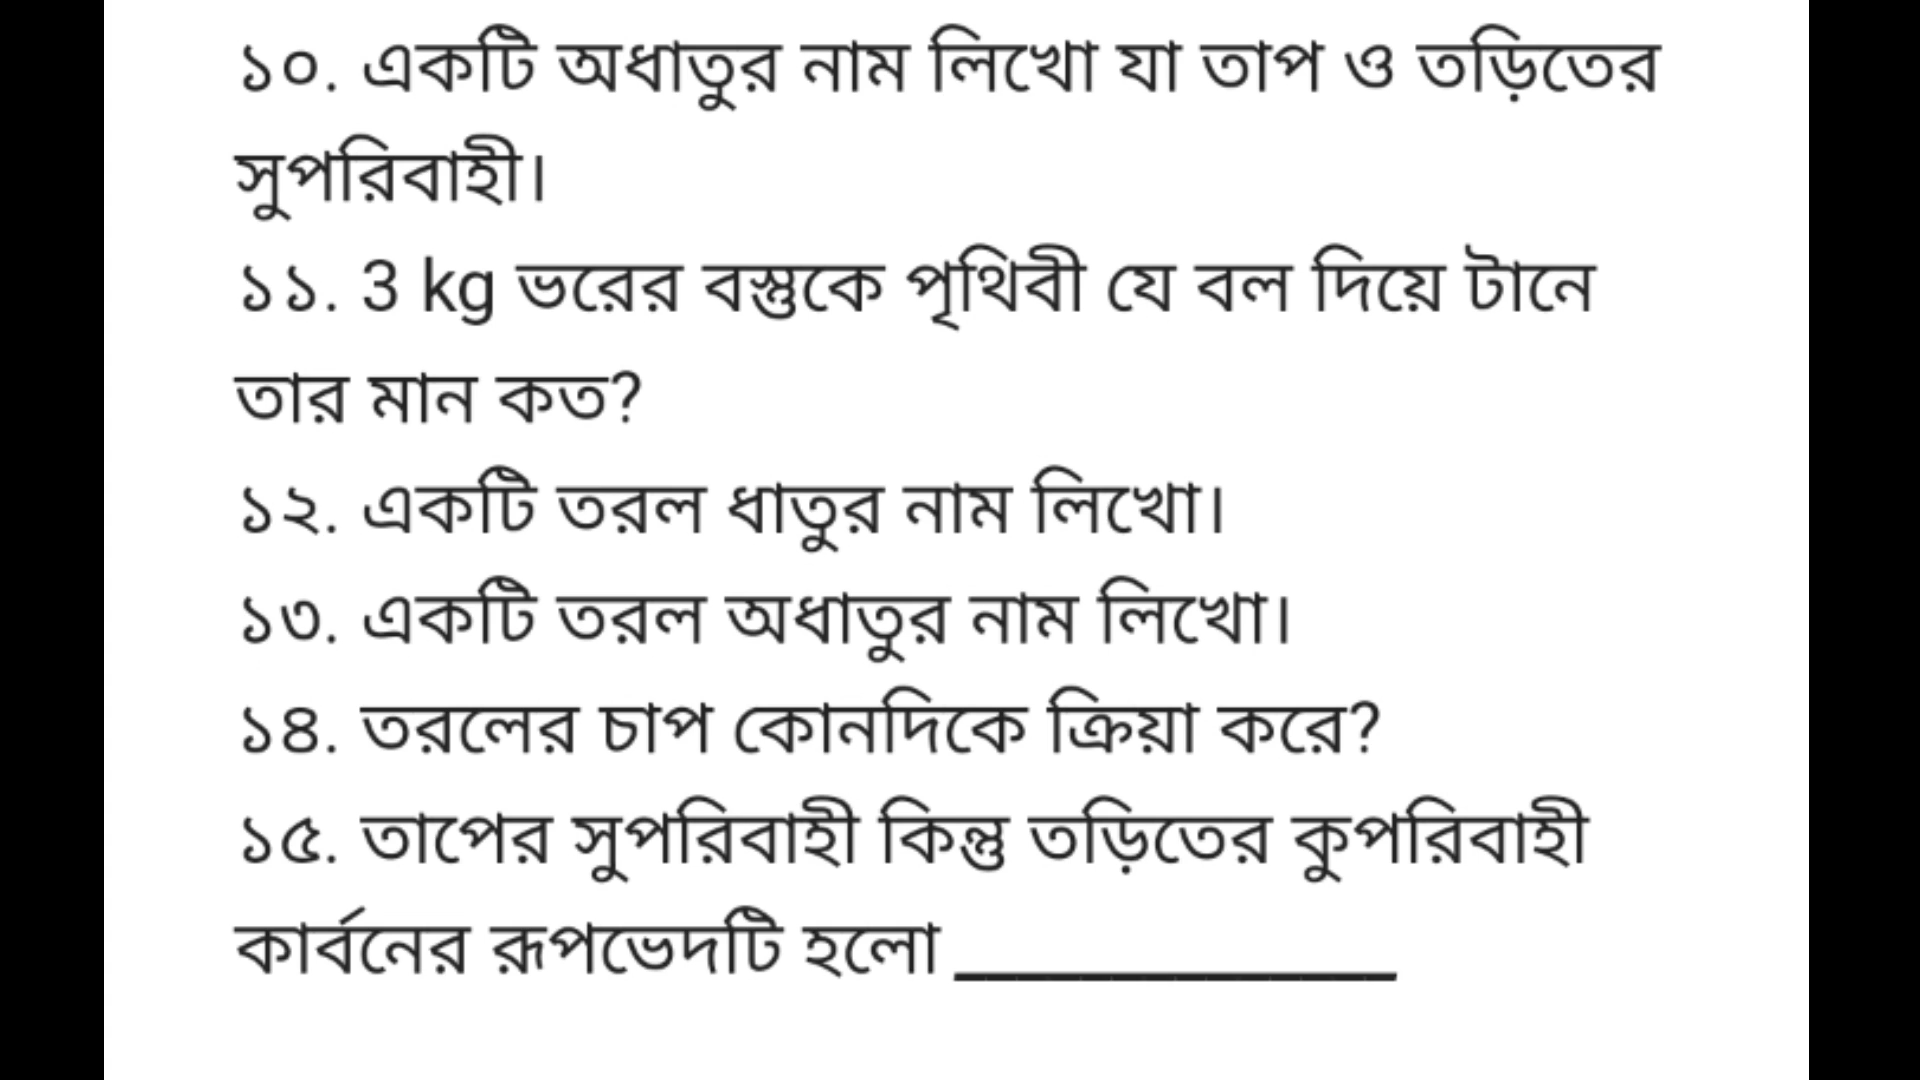 ১০. একটি অধাতুর নাম লিখো যা তাপ ও তড়িতের
সুপরিবাহী।
১১. 3 kg ভরের বস্তুকে পৃথিবী যে বল দিয়ে টানে
তার মান কত?
১২. একটি তরল ধাতুর নাম লিখো।
১৩. একটি তরল অধাতুর নাম লিখো।
১৪. তরলের চাপ কোনদিকে ক্রিয়া করে?
১৫. তাপের সুপরিবাহী কিন্তু তড়িতের কুপরিবাহী
কার্বনের রূপভেদটি হলো ______________